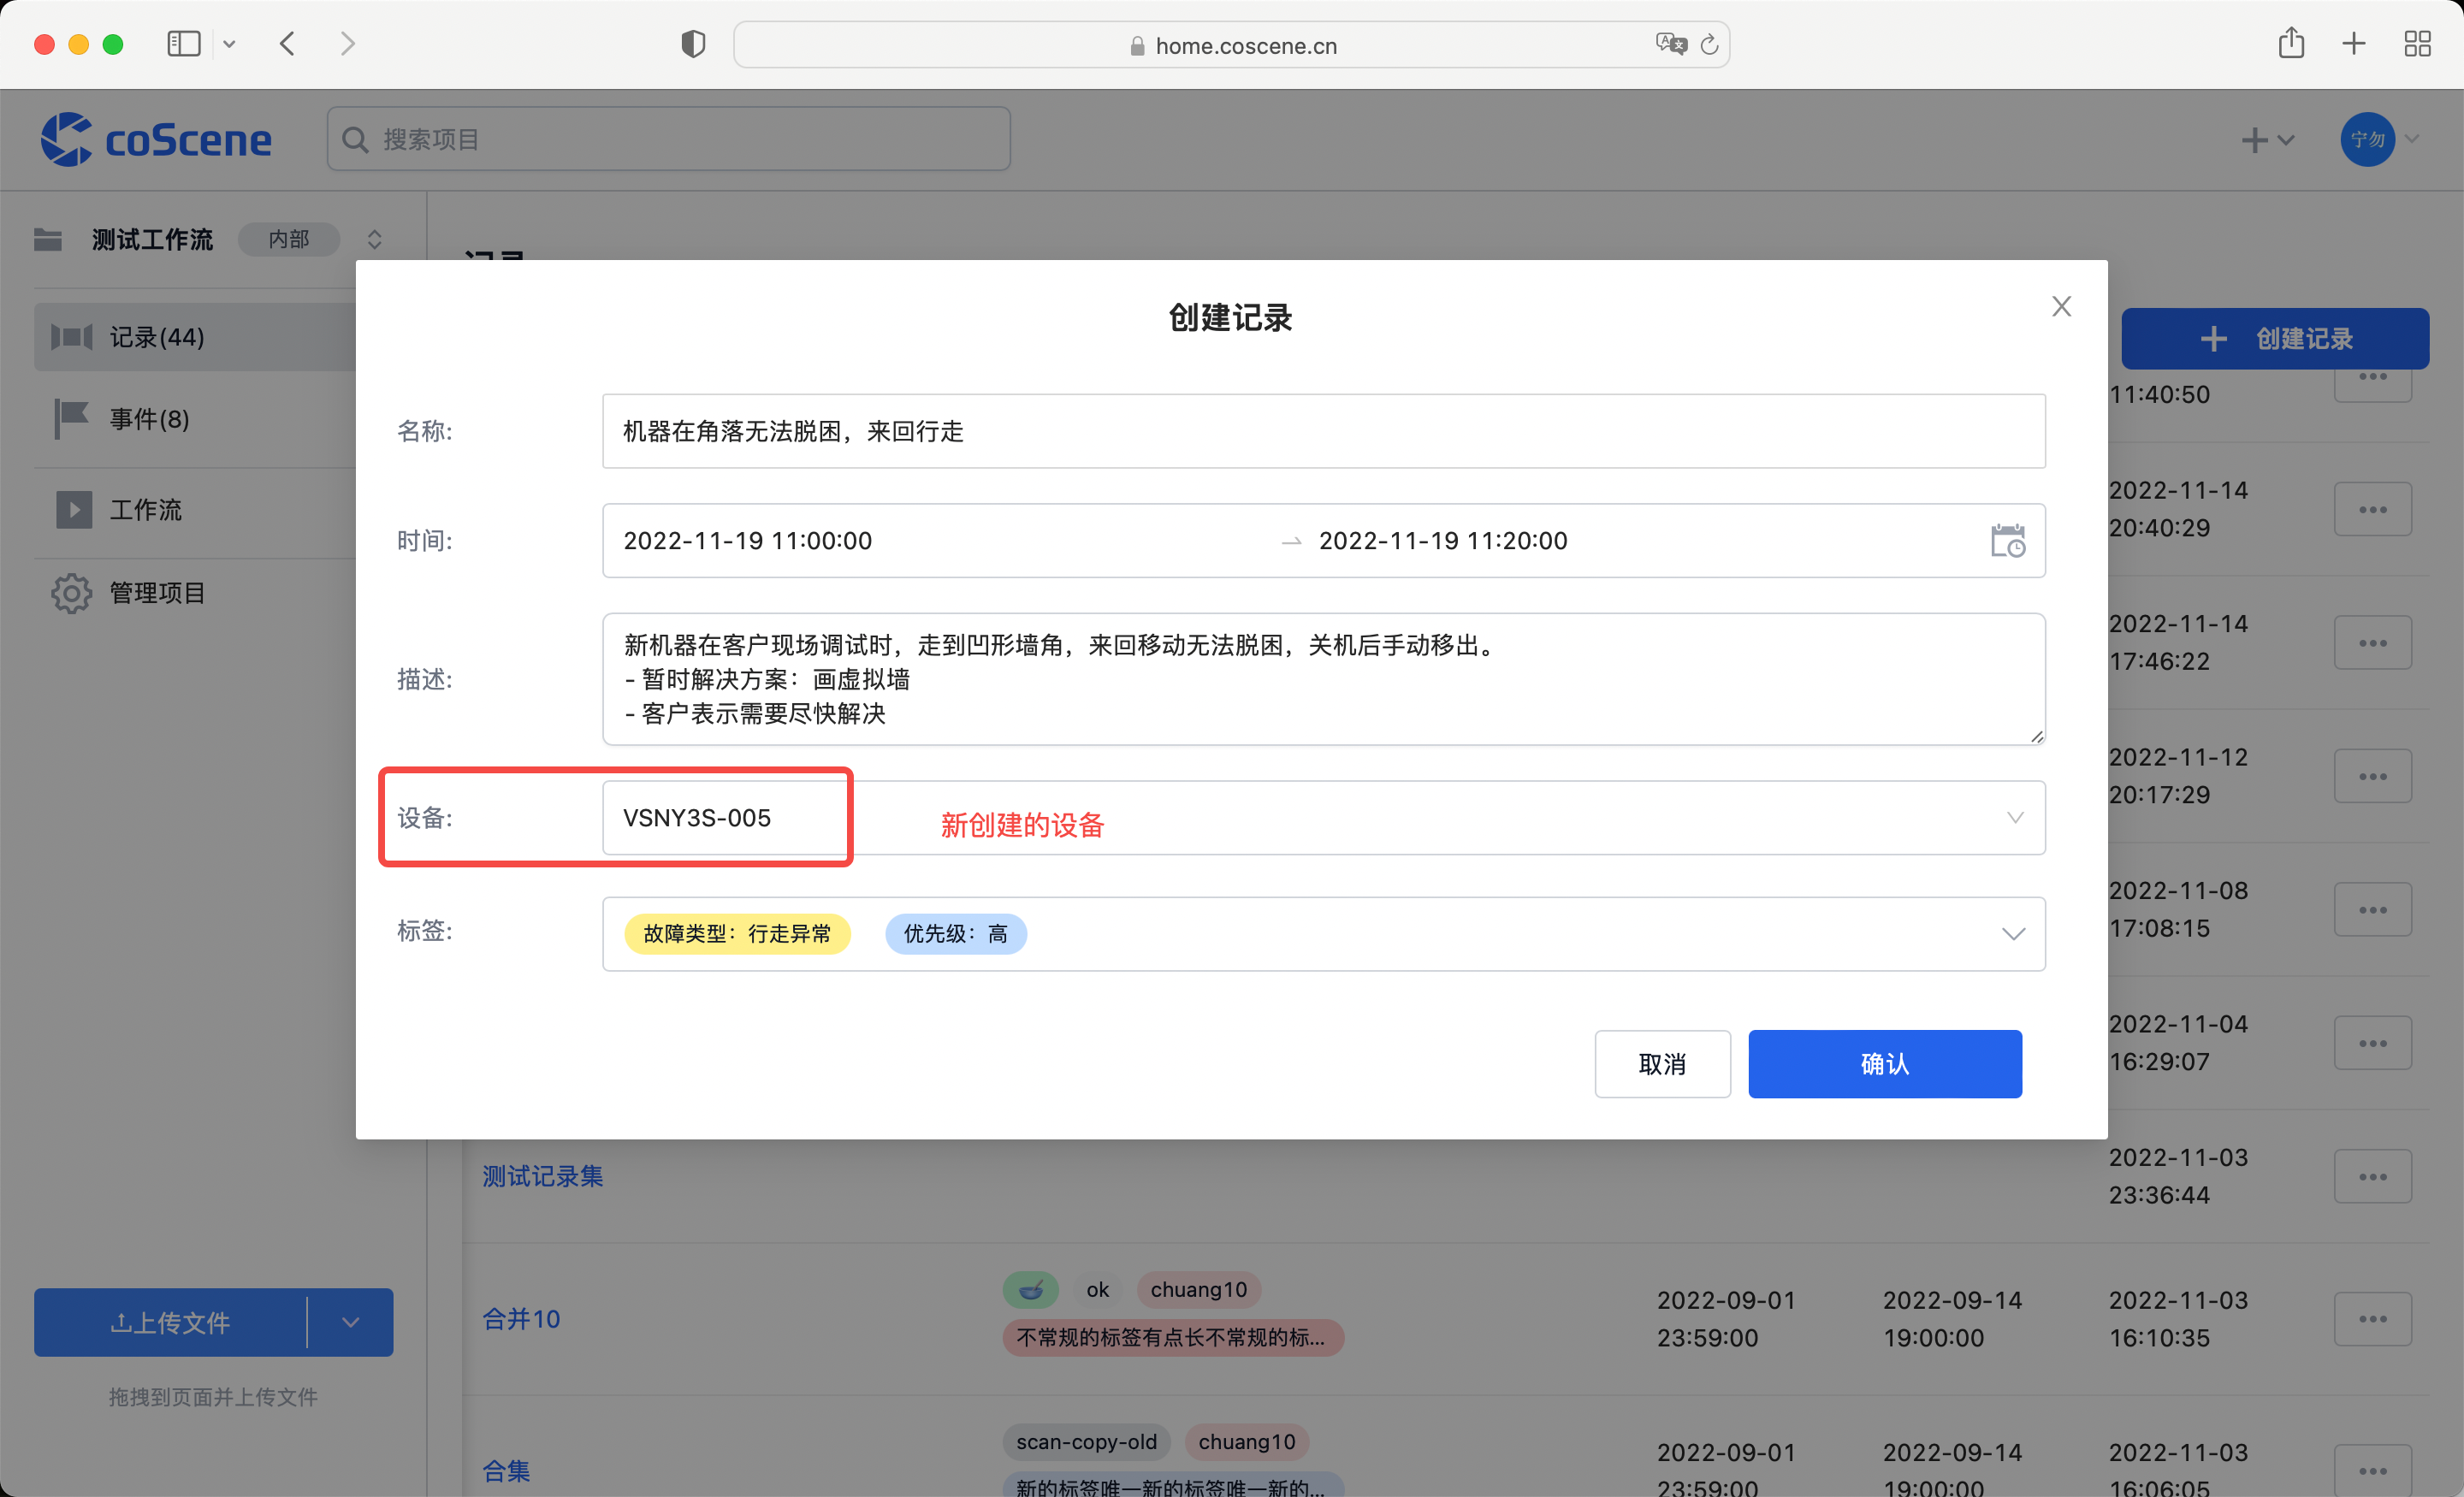 home.coscene.cn
coScene
搜索项目
宁勿
测试工作流
内部
记录
记录(44)
事件(8)
工作流
管理项目
上传文件
拖拽到页面并上传文件
创建记录
名称:
机器在角落无法脱困，来回行走
时间:
2022-11-19 11:00:00
2022-11-19 11:20:00
描述:
新机器在客户现场调试时，走到凹形墙角，来回移动无法脱困，关机后手动移出。
- 暂时解决方案：画虚拟墙
- 客户表示需要尽快解决
设备:
VSNY3S-005
新创建的设备
标签:
故障类型：行走异常
优先级：高
取消
确认
创建记录
11:40:50
2022-11-14
20:40:29
2022-11-14
17:46:22
2022-11-12
20:17:29
2022-11-08
17:08:15
2022-11-04
16:29:07
测试记录集
2022-11-03
23:36:44
合并10
ok
chuang10
不常规的标签有点长不常规的标...
2022-09-01
23:59:00
2022-09-14
19:00:00
2022-11-03
16:10:35
合集
scan-copy-old
chuang10
新的标签唯一新的标签唯一新的...
2022-09-01
23:59:00
2022-09-14
19:00:00
2022-11-03
16:06:05